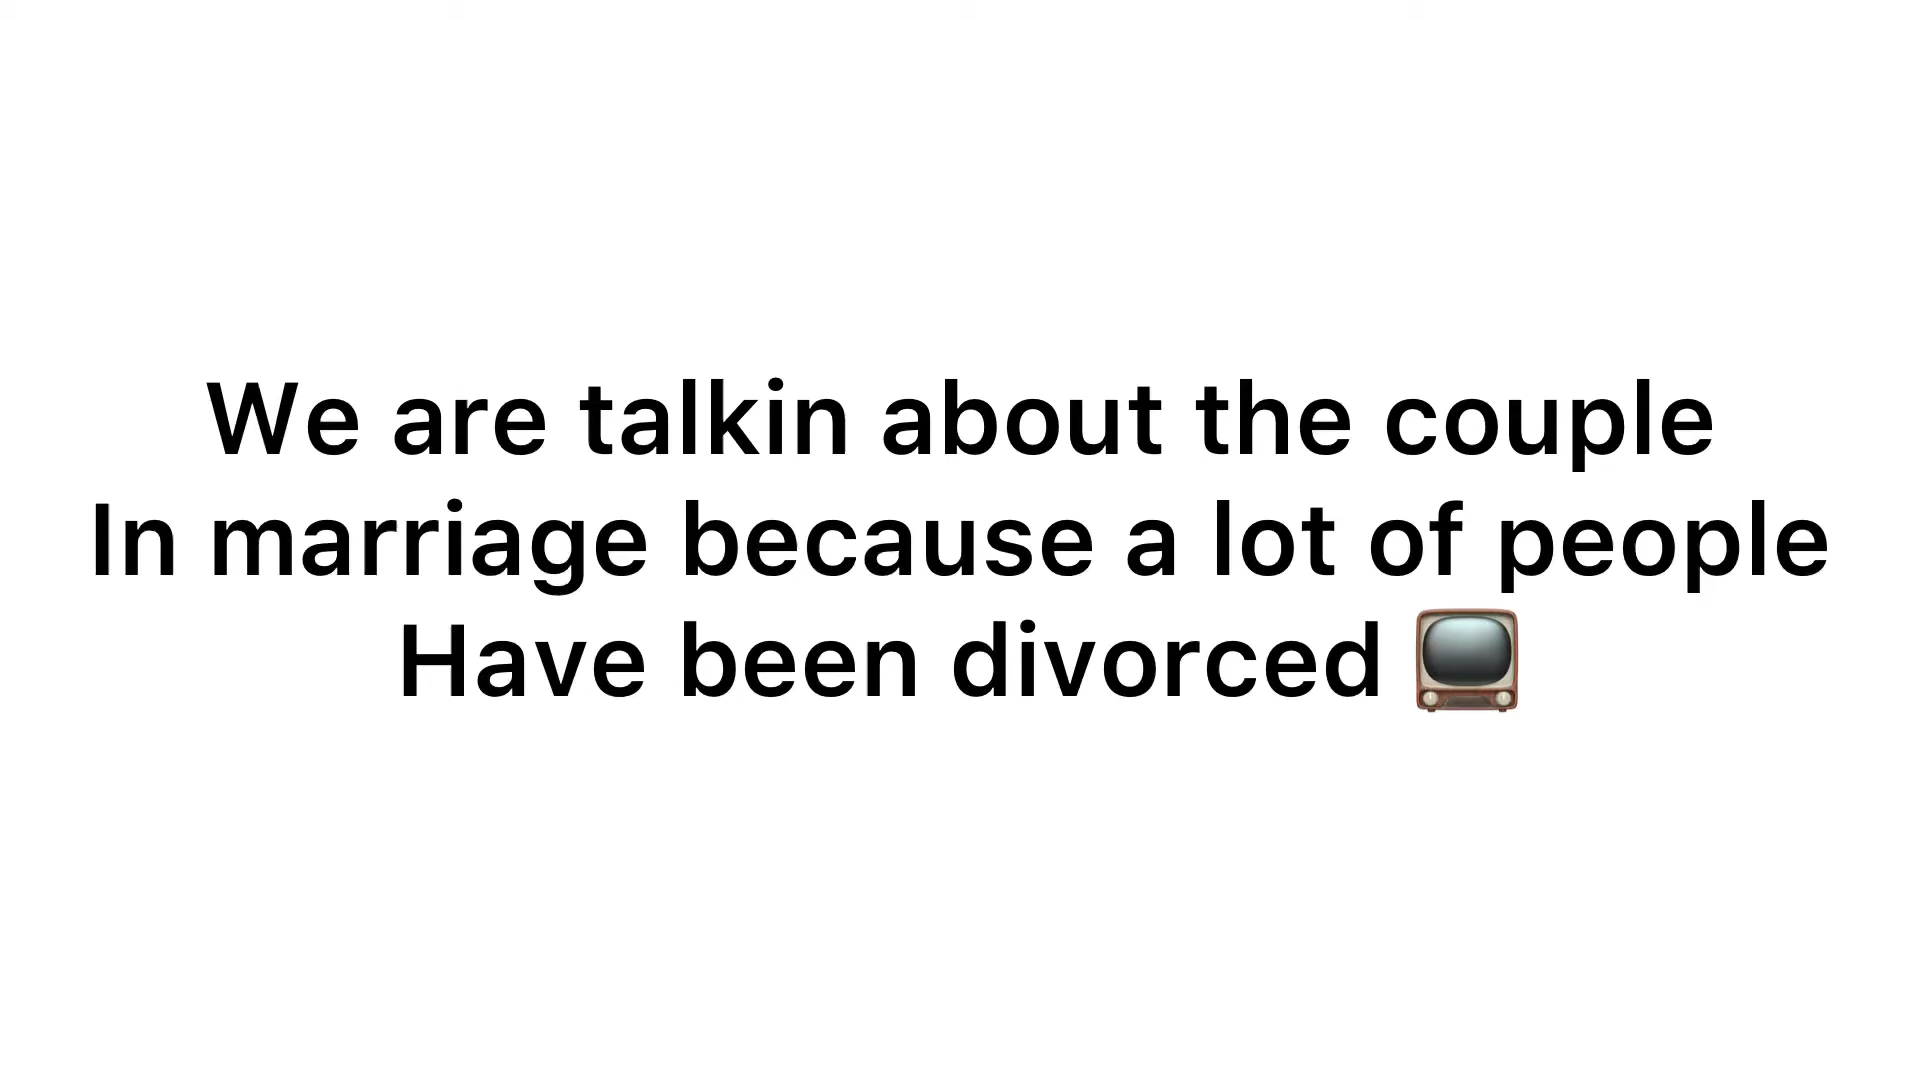 We are talkin about the couple
In marriage because a lot of people
Have been divorced 📺